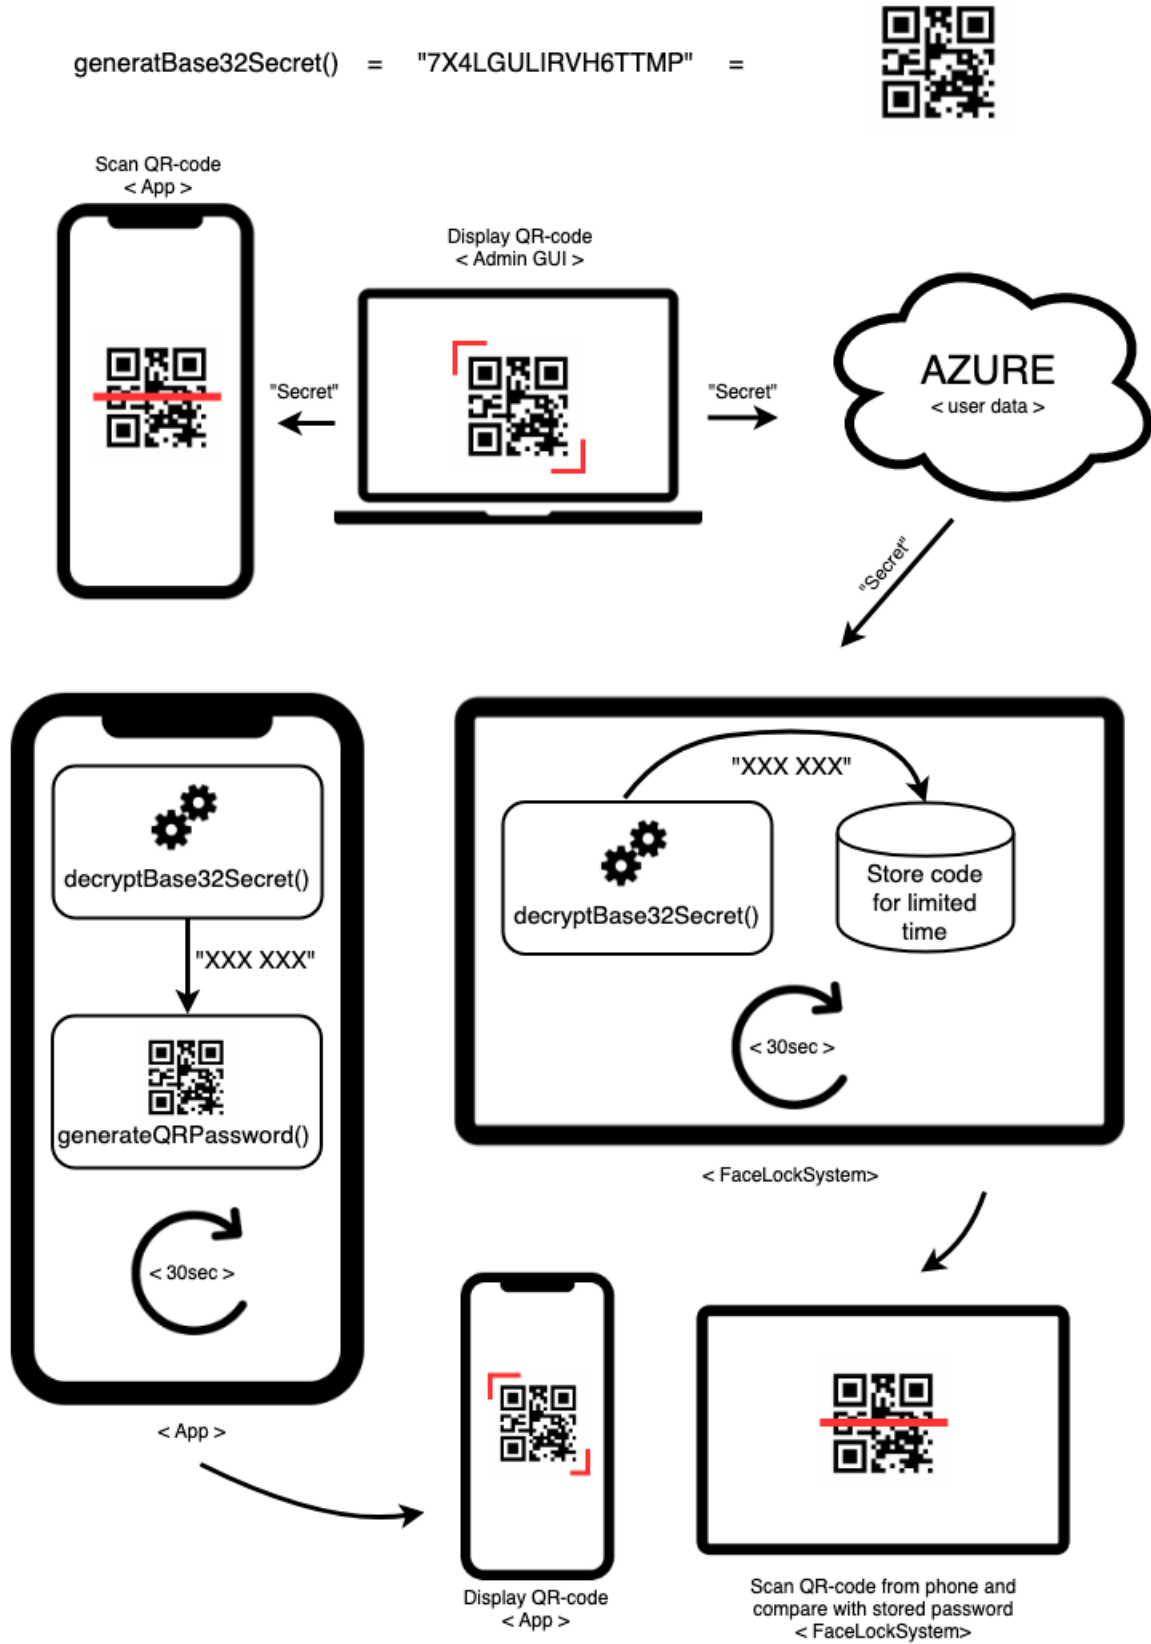 generatBase32Secret() = "7X4LGULIRVH6TTMP" =
Scan QR-code
< App >
Display QR-code
< Admin GUI >
"Secret"
"Secret"
AZURE
< user data >
"Secret"
decryptBase32Secret()
"XXX XXX"
generateQRPassword()
< 30sec >
< App >
"XXX XXX"
decryptBase32Secret()
Store code
for limited
time
< 30sec >
< FaceLockSystem>
Display QR-code
< App >
Scan QR-code from phone and
compare with stored password
< FaceLockSystem>